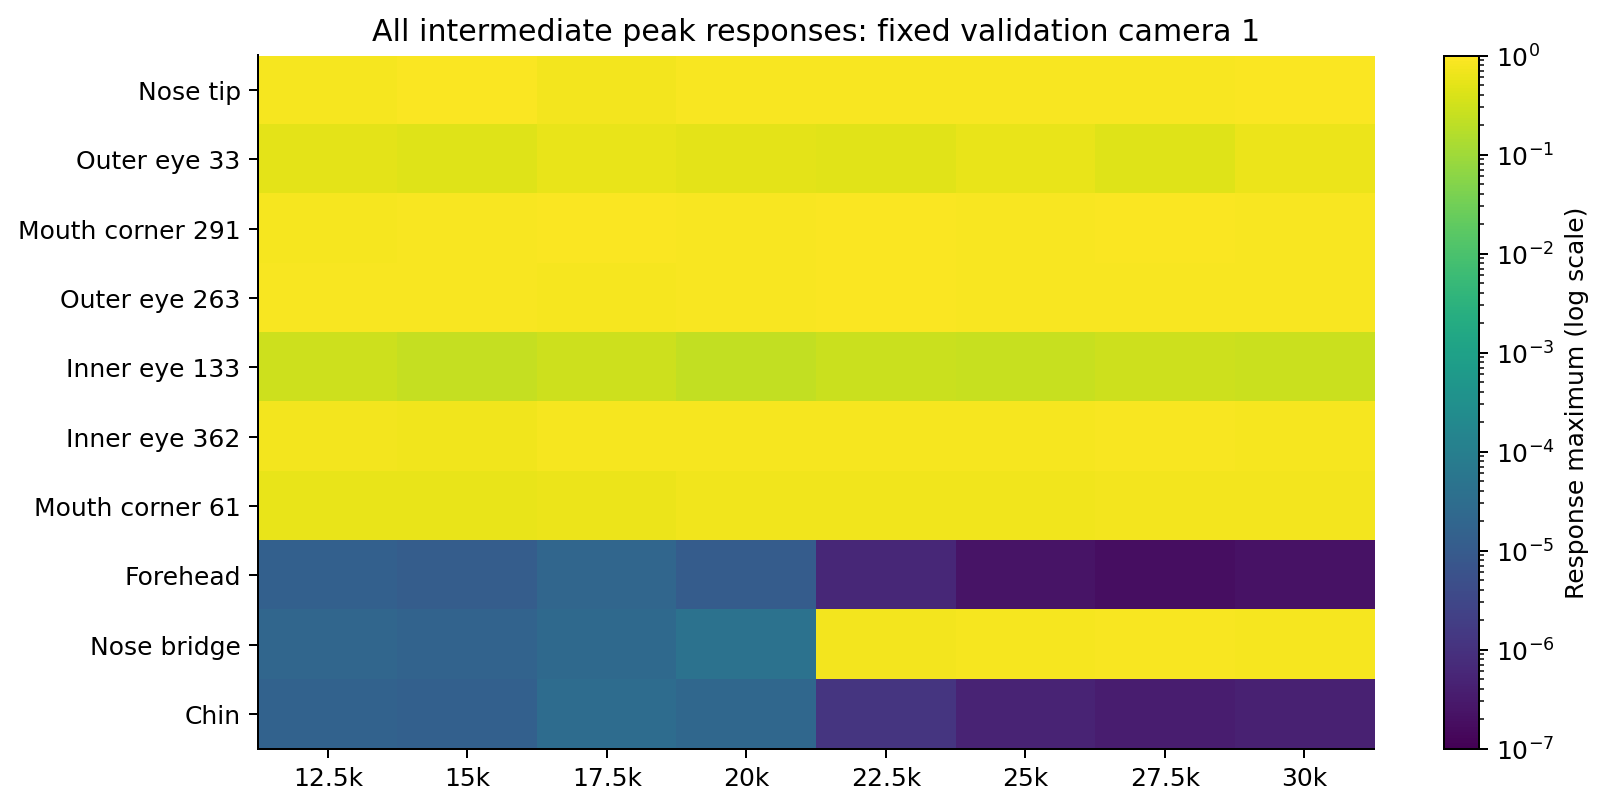 All intermediate peak responses: fixed validation camera 1
Nose tip
Outer eye 33
Mouth corner 291
Outer eye 263
Inner eye 133
Inner eye 362
Mouth corner 61
Forehead
Nose bridge
Chin
12.5k 15k 17.5k 20k 22.5k 25k 27.5k 30k
10⁰
10⁻¹
10⁻²
10⁻³
10⁻⁴
10⁻⁵
10⁻⁶
10⁻⁷
Response maximum (log scale)